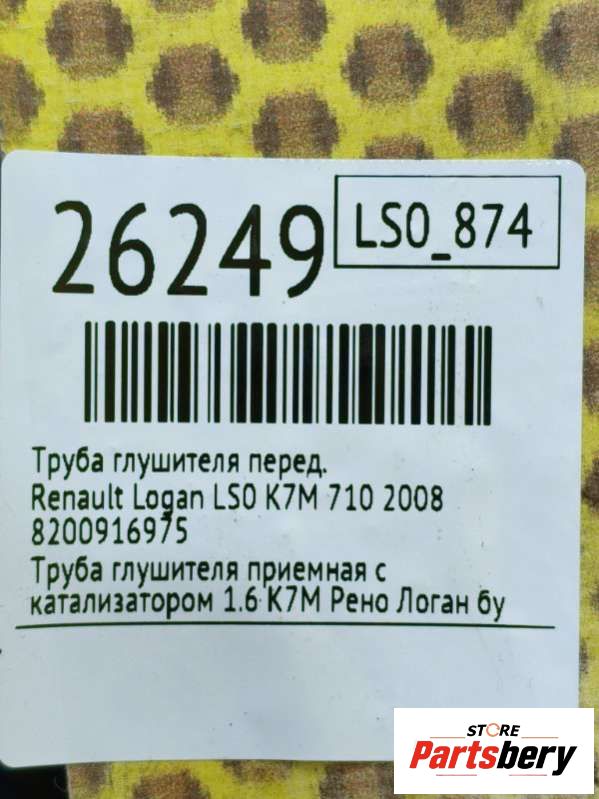 26249
LS0_874
Труба глушителя перед.
Renault Logan LS0 K7M 710 2008
8200916975
Труба глушителя приемная с
катализатором 1.6 K7M Рено Логан бу
STORE
Partsbery